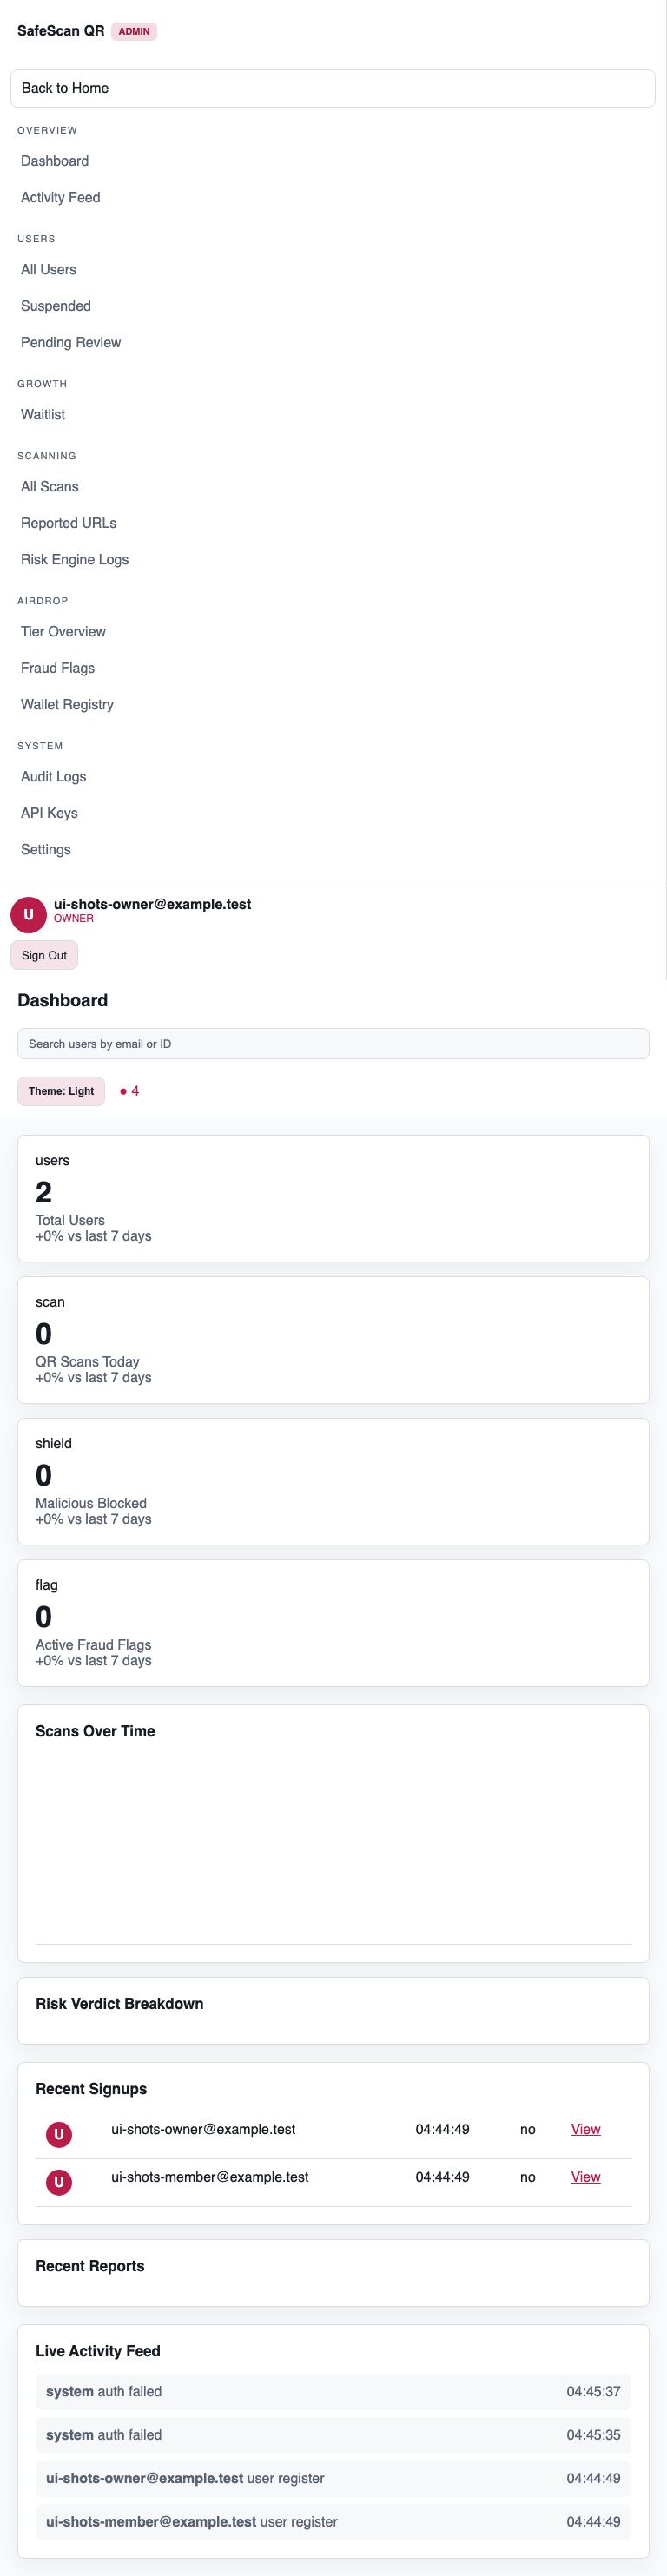 SafeScan QR ADMIN
Back to Home
OVERVIEW
Dashboard
Activity Feed
USERS
All Users
Suspended
Pending Review
GROWTH
Waitlist
SCANNING
All Scans
Reported URLs
Risk Engine Logs
AIRDROP
Tier Overview
Fraud Flags
Wallet Registry
SYSTEM
Audit Logs
API Keys
Settings
U ui-shots-owner@example.test
OWNER
Sign Out
Dashboard
Search users by email or ID
Theme: Light • 4
users
2
Total Users
+0% vs last 7 days
scan
0
QR Scans Today
+0% vs last 7 days
shield
0
Malicious Blocked
+0% vs last 7 days
flag
0
Active Fraud Flags
+0% vs last 7 days
Scans Over Time
Risk Verdict Breakdown
Recent Signups
U ui-shots-owner@example.test 04:44:49 no View
U ui-shots-member@example.test 04:44:49 no View
Recent Reports
Live Activity Feed
system auth failed 04:45:37
system auth failed 04:45:35
ui-shots-owner@example.test user register 04:44:49
ui-shots-member@example.test user register 04:44:49